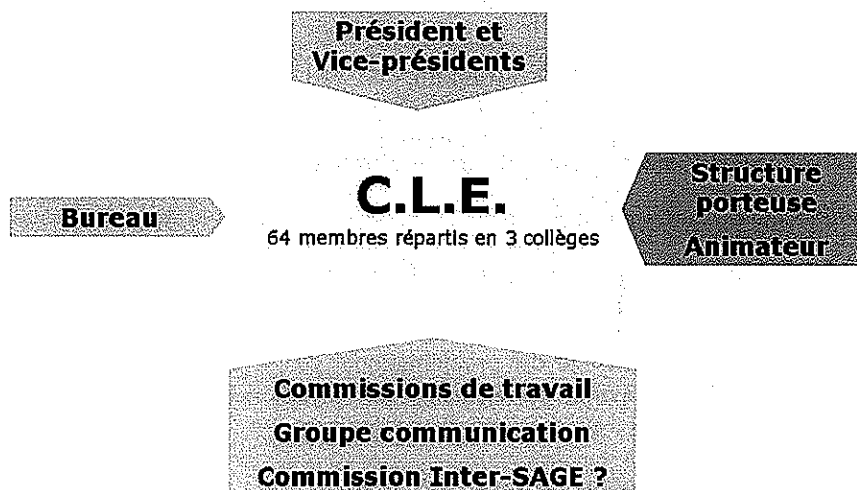 Président et
Vice-présidents
C.L.E.
64 membres répartis en 3 collèges
Bureau
Structure
porteuse
Animateur
Commissions de travail
Groupe communication
Commission Inter-SAGE ?